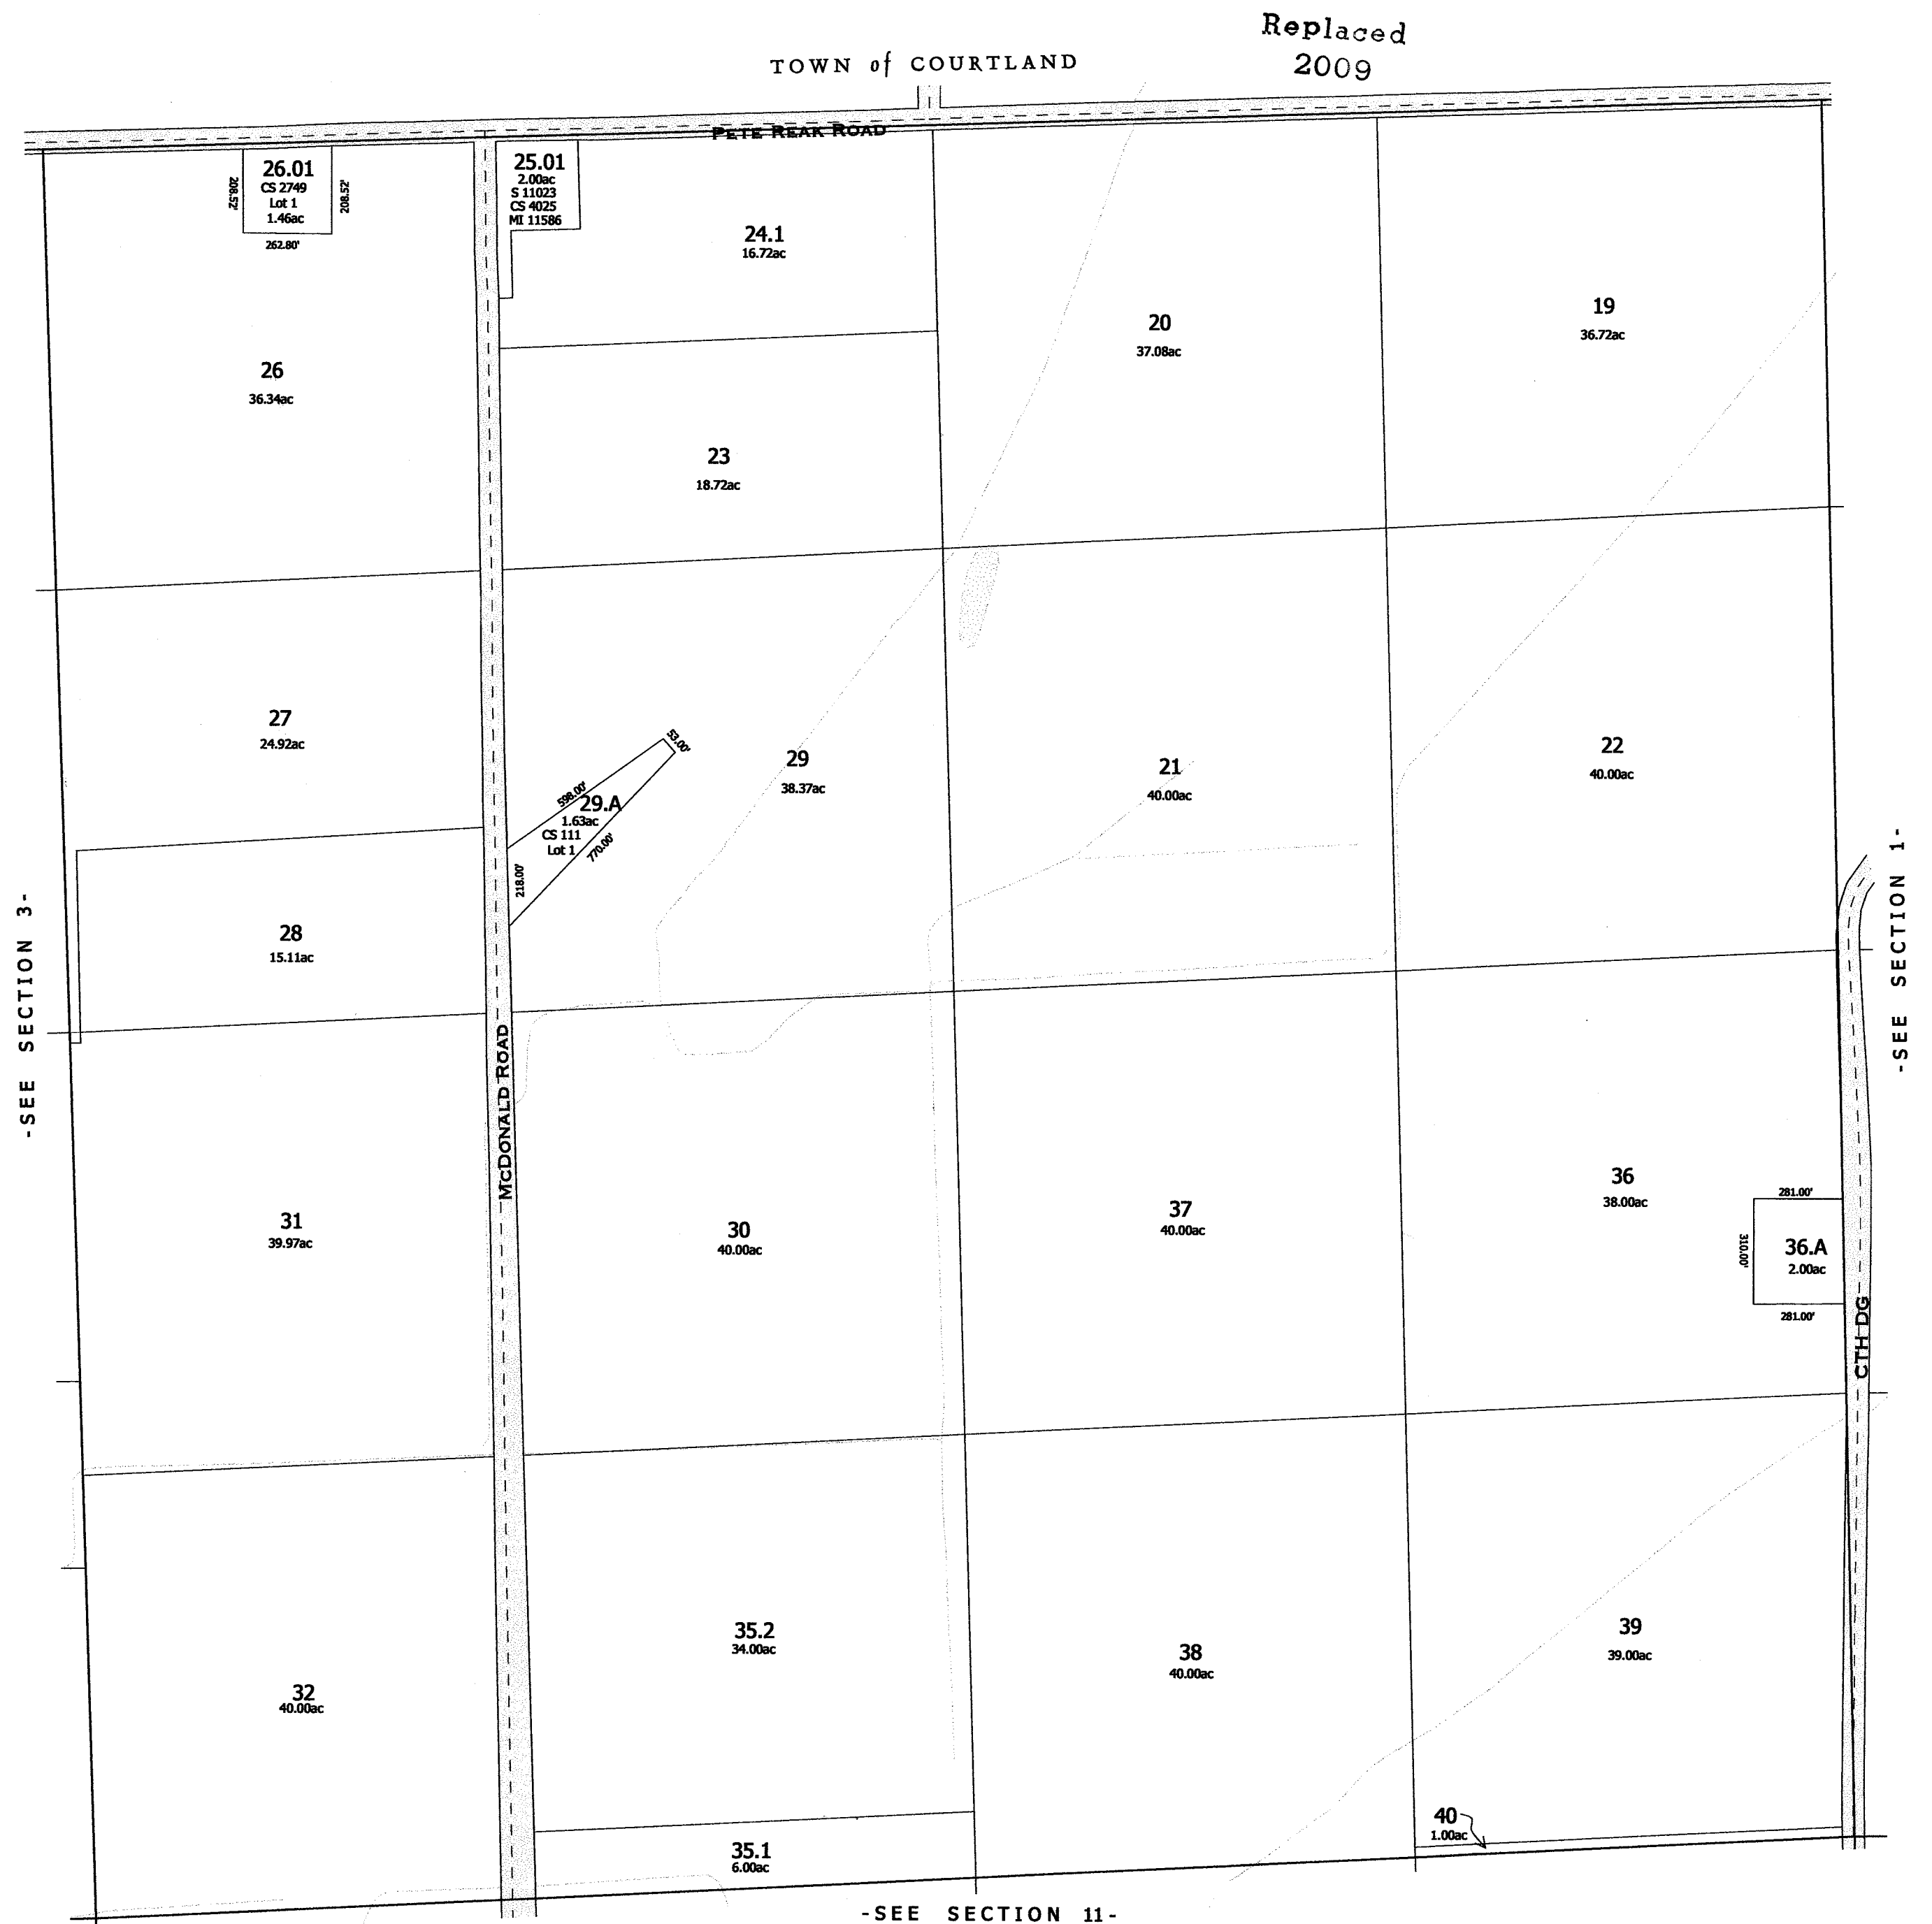 Replaced
2009
TOWN of COURTLAND
PETE REAK ROAD
26.01
CS 2749
Lot 1
1.46ac
208.52'
208.52'
262.80'
25.01
2.00ac
S 11023
CS 4025
MI 11586
24.1
16.72ac
20
37.08ac
19
36.72ac
26
36.34ac
23
18.72ac
27
24.92ac
53.00'
598.00'
29.A
1.63ac
CS 111
Lot 1
770.00'
218.00'
29
38.37ac
21
40.00ac
22
40.00ac
28
15.11ac
-SEE SECTION 3-
-SEE SECTION 1-
MCDONALD ROAD
31
39.97ac
30
40.00ac
37
40.00ac
36
38.00ac
281.00'
310.00'
36.A
2.00ac
281.00'
CTH DG
32
40.00ac
35.2
34.00ac
38
40.00ac
39
39.00ac
40
1.00ac
35.1
6.00ac
-SEE SECTION 11-